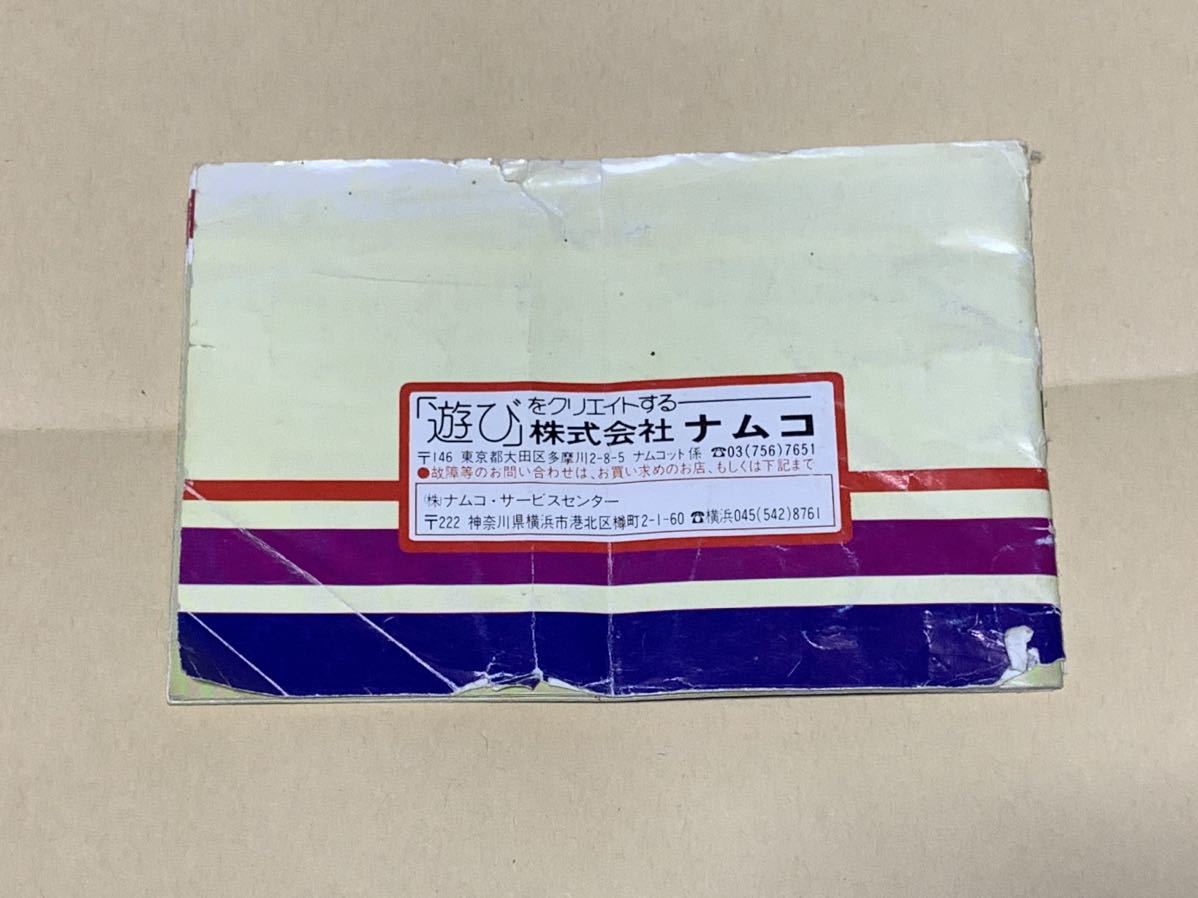 「遊び」をクリエイトする
株式会社 ナムコ
〒146 東京都大田区多摩川2-8-5 ナムコット係 ☎03(756)7651
●故障等のお問い合わせは、お買い求めのお店、もしくは下記まで
㈱ナムコ・サービスセンター
〒222 神奈川県横浜市港北区樽町2-1-60 ☎横浜045(542)8761